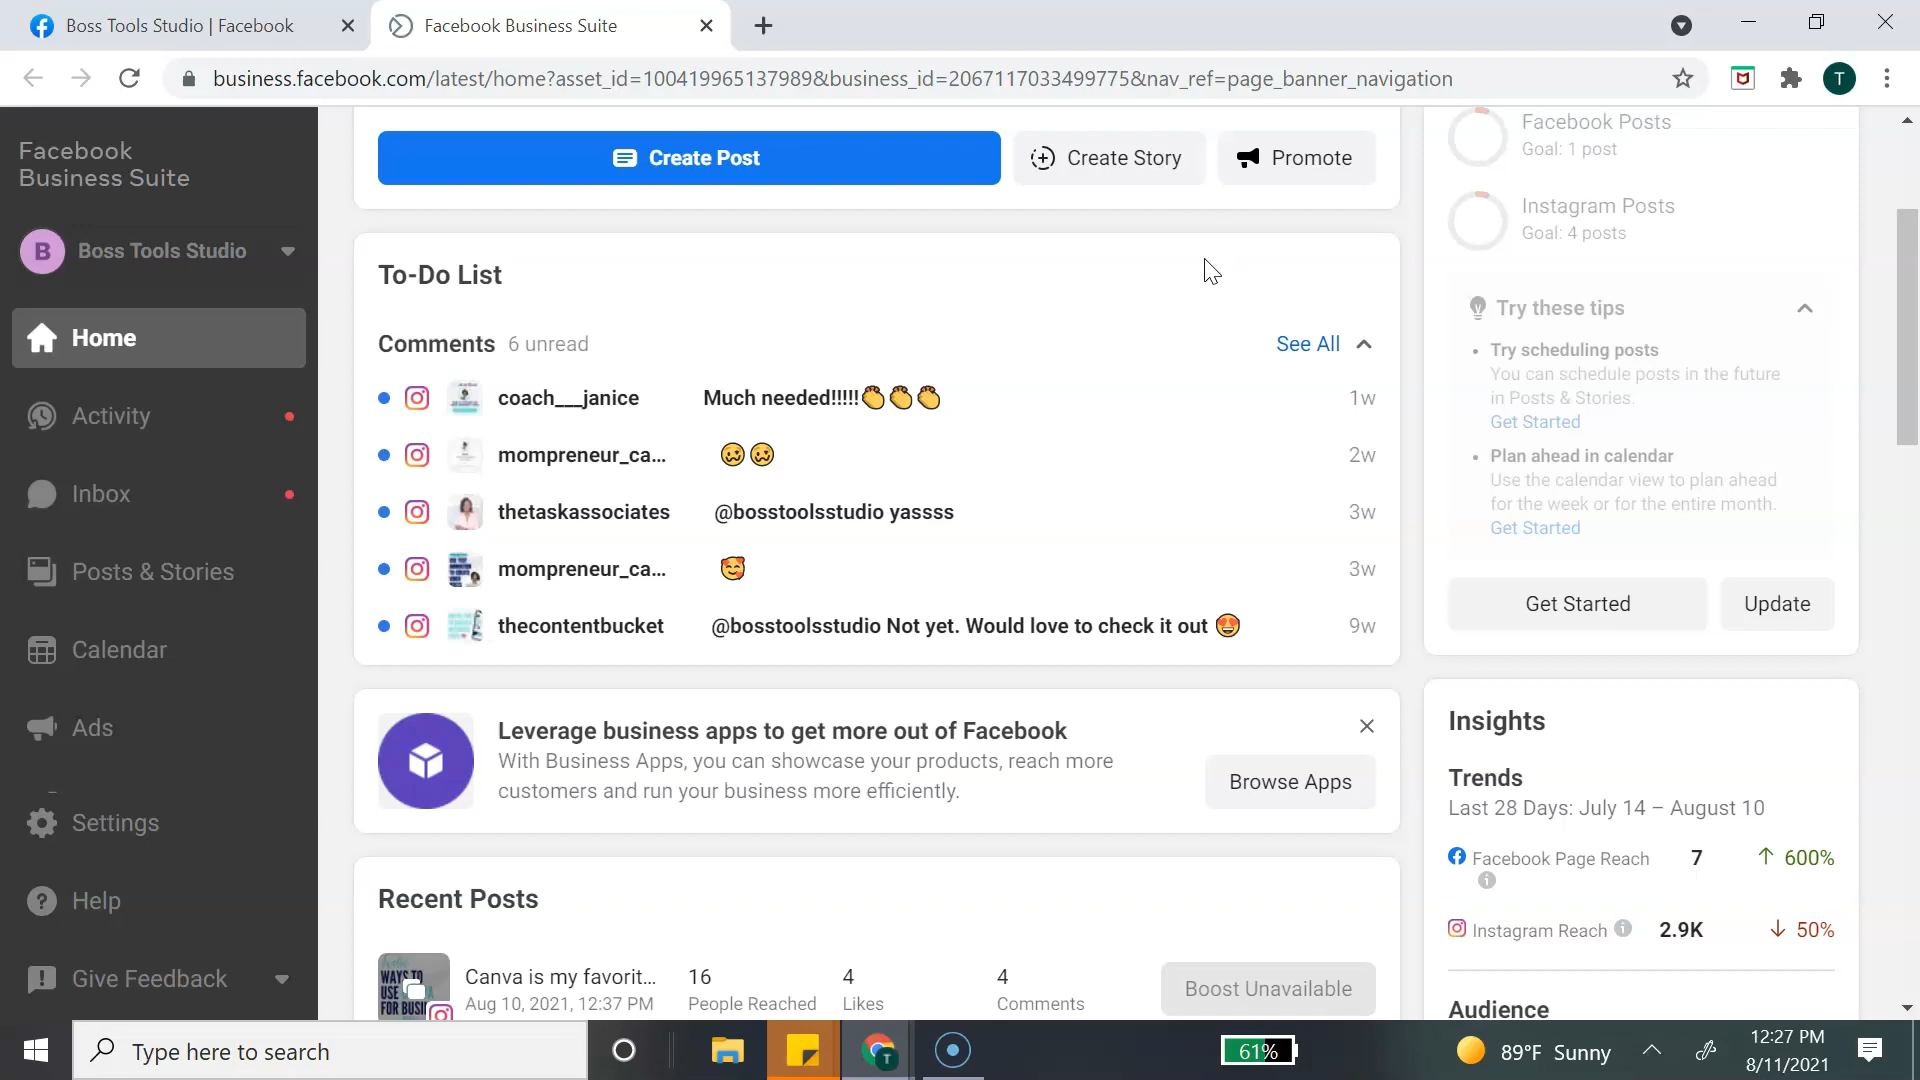 Boss Tools Studio | Facebook
Facebook Business Suite
business.facebook.com/latest/home?asset_id=100419965137989&business_id=2067117033499775&nav_ref=page_banner_navigation
T
Facebook
Business Suite
B
Boss Tools Studio
Home
Activity
Inbox
Posts & Stories
Calendar
Ads
Settings
Help
Give Feedback
Create Post
Create Story
Promote
To-Do List
Comments 6 unread
See All
coach___janice Much needed!!!!!👏👏👏 1w
mompreneur_ca... 🥴🥴 2w
thetaskassociates @bosstoolsstudio yassss 3w
mompreneur_ca... 🥰 3w
thecontentbucket @bosstoolsstudio Not yet. Would love to check it out 😍 9w
Leverage business apps to get more out of Facebook
With Business Apps, you can showcase your products, reach more
customers and run your business more efficiently.
Browse Apps
Recent Posts
WAYS TO
USE
FOR BUSI
Canva is my favorit...
Aug 10, 2021, 12:37 PM
16
People Reached
4
Likes
4
Comments
Boost Unavailable
Facebook Posts
Goal: 1 post
Instagram Posts
Goal: 4 posts
Try these tips
• Try scheduling posts
You can schedule posts in the future
in Posts & Stories.
Get Started
• Plan ahead in calendar
Use the calendar view to plan ahead
for the week or for the entire month.
Get Started
Get Started
Update
Insights
Trends
Last 28 Days: July 14 – August 10
Facebook Page Reach 7 ↑ 600%
Instagram Reach 2.9K ↓ 50%
Audience
Type here to search
T
61%
89°F Sunny
12:27 PM
8/11/2021